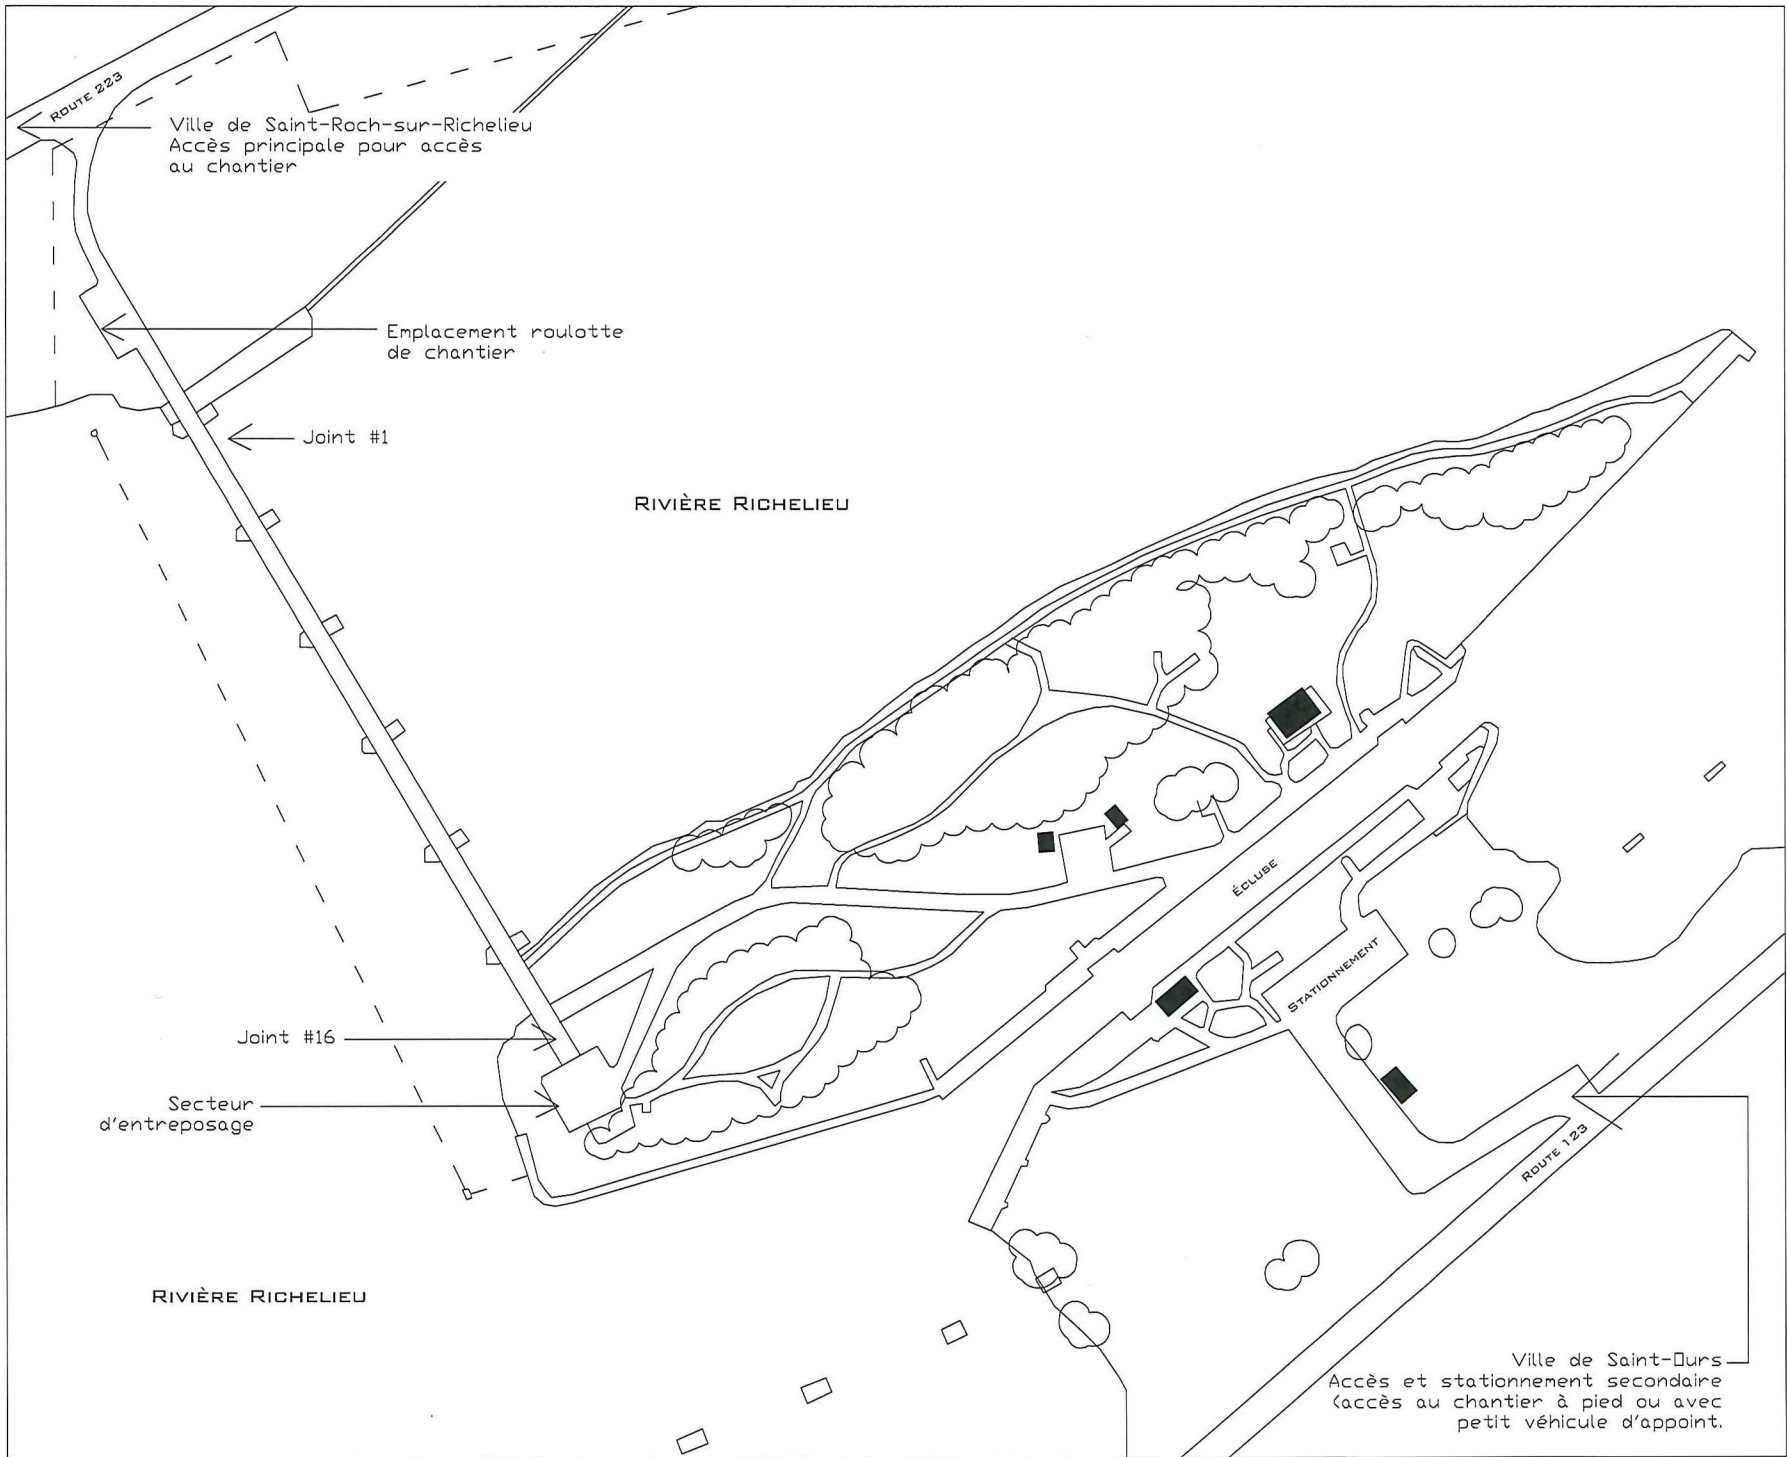 ROUTE 223
Ville de Saint-Roch-sur-Richelieu
Accès principale pour accès
au chantier
Emplacement roulotte
de chantier
Joint #1
RIVIÈRE RICHELIEU
ÉCLUSE
STATIONNEMENT
Joint #16
Secteur
d'entreposage
ROUTE 123
RIVIÈRE RICHELIEU
Ville de Saint-Ours
Accès et stationnement secondaire
(accès au chantier à pied ou avec
petit véhicule d'appoint.